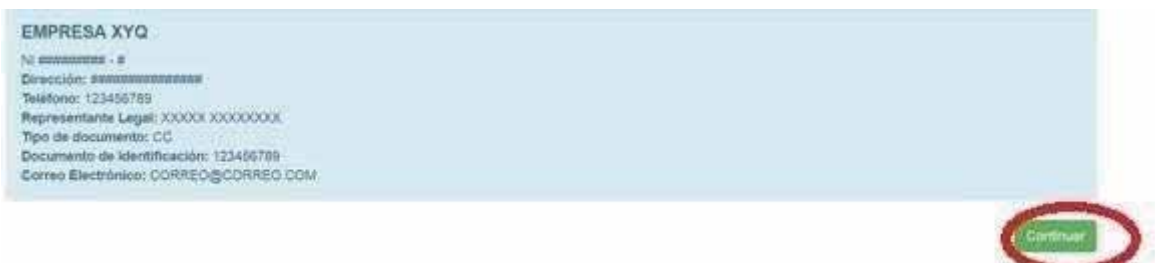 EMPRESA XYQ
NI ######### - #
Dirección: ###############
Teléfono: 123456789
Representante Legal: XXXXX XXXXXXXX
Tipo de documento: CC
Documento de Identificación: 123456789
Correo Electrónico: CORREO@CORREO.COM
Continuar